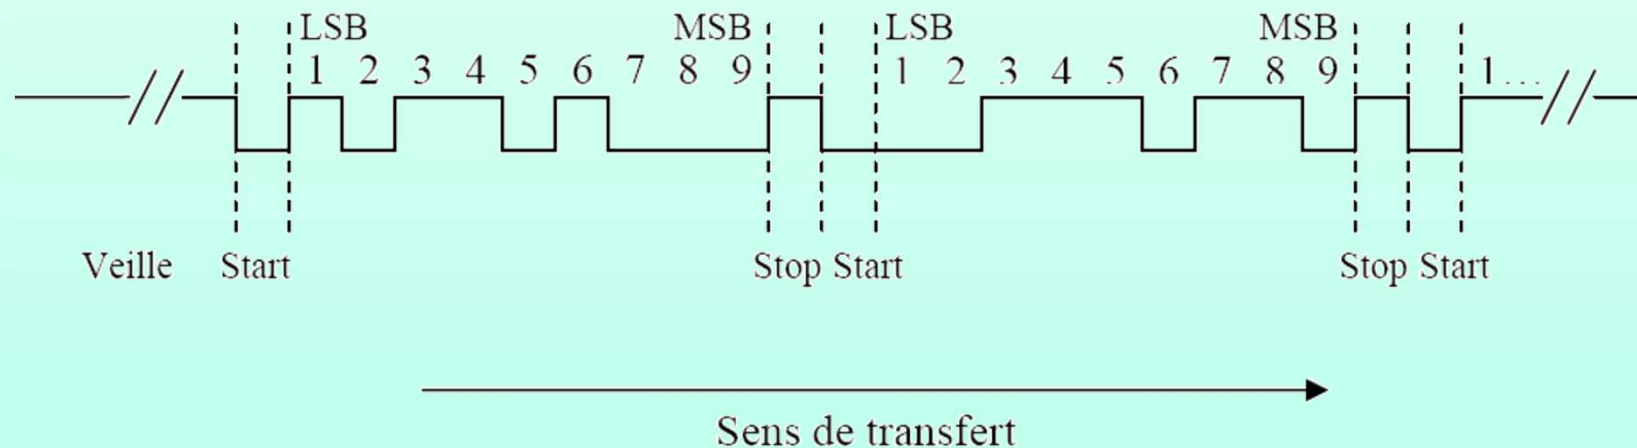 LSB MSB LSB MSB
1 2 3 4 5 6 7 8 9 1 2 3 4 5 6 7 8 9 1...
Veille Start Stop Start Stop Start
Sens de transfert